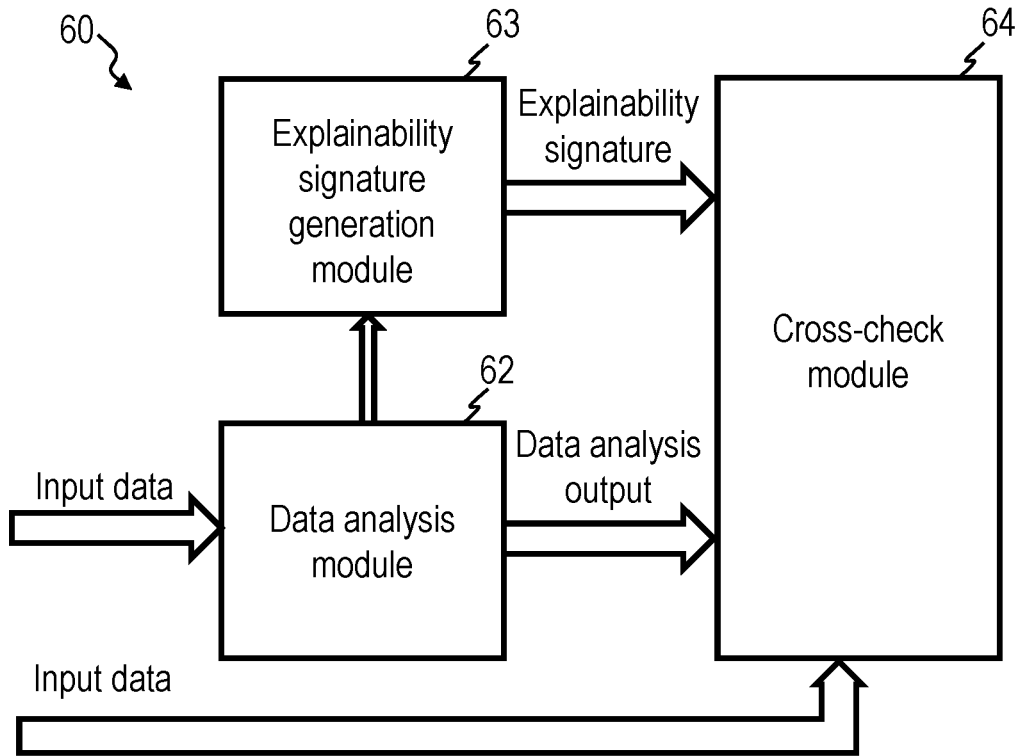 60
63
64
Explainability
signature
generation
module
Explainability
signature
Cross-check
module
62
Data analysis
output
Input data
Data analysis
module
Input data